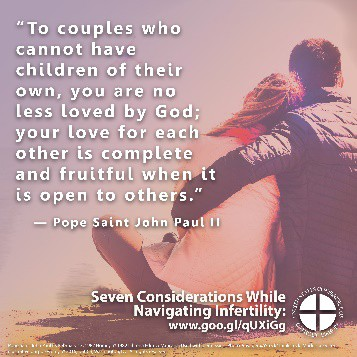 “To couples who
cannot have
children of their
own, you are no
less loved by God;
your love for each
other is complete
and fruitful when it
is open to others.”
— Pope Saint John Paul II
Seven Considerations While
Navigating Infertility:
www.goo.gl/qUXiGg